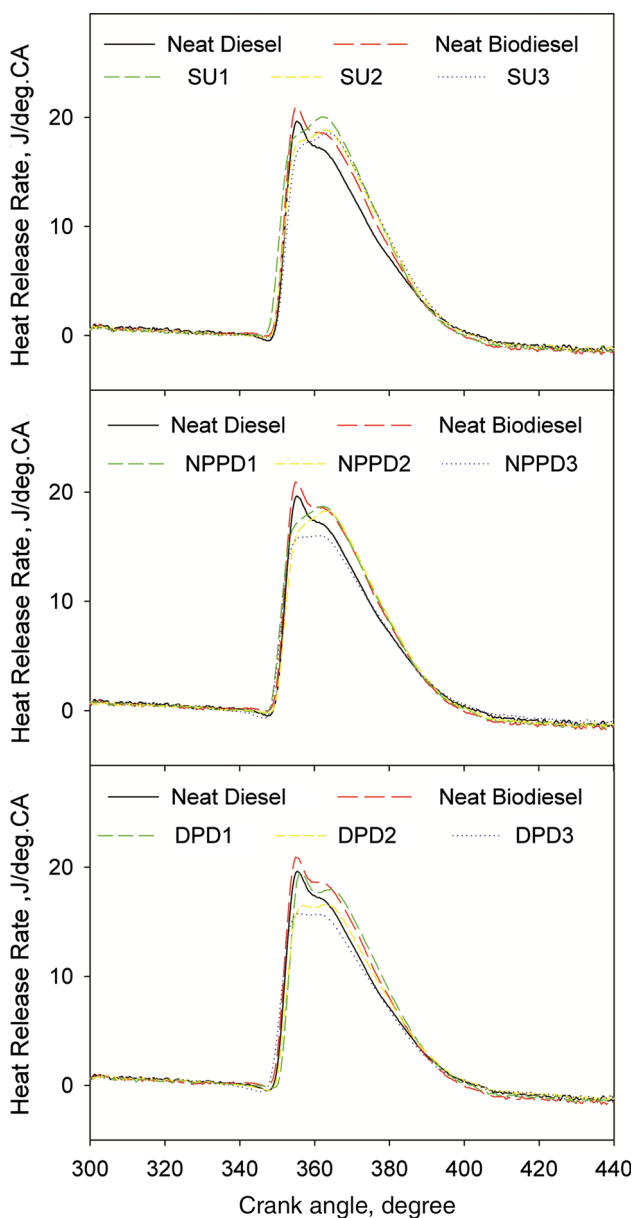 Neat Diesel Neat Biodiesel
SU1 SU2 SU3
20
10
0
Heat Release Rate, J/deg.CA
Neat Diesel Neat Biodiesel
NPPD1 NPPD2 NPPD3
20
10
0
Heat Release Rate ,J/deg.CA
Neat Diesel Neat Biodiesel
DPD1 DPD2 DPD3
20
10
0
Heat Release Rate ,J/deg.CA
300 320 340 360 380 400 420 440
Crank angle, degree